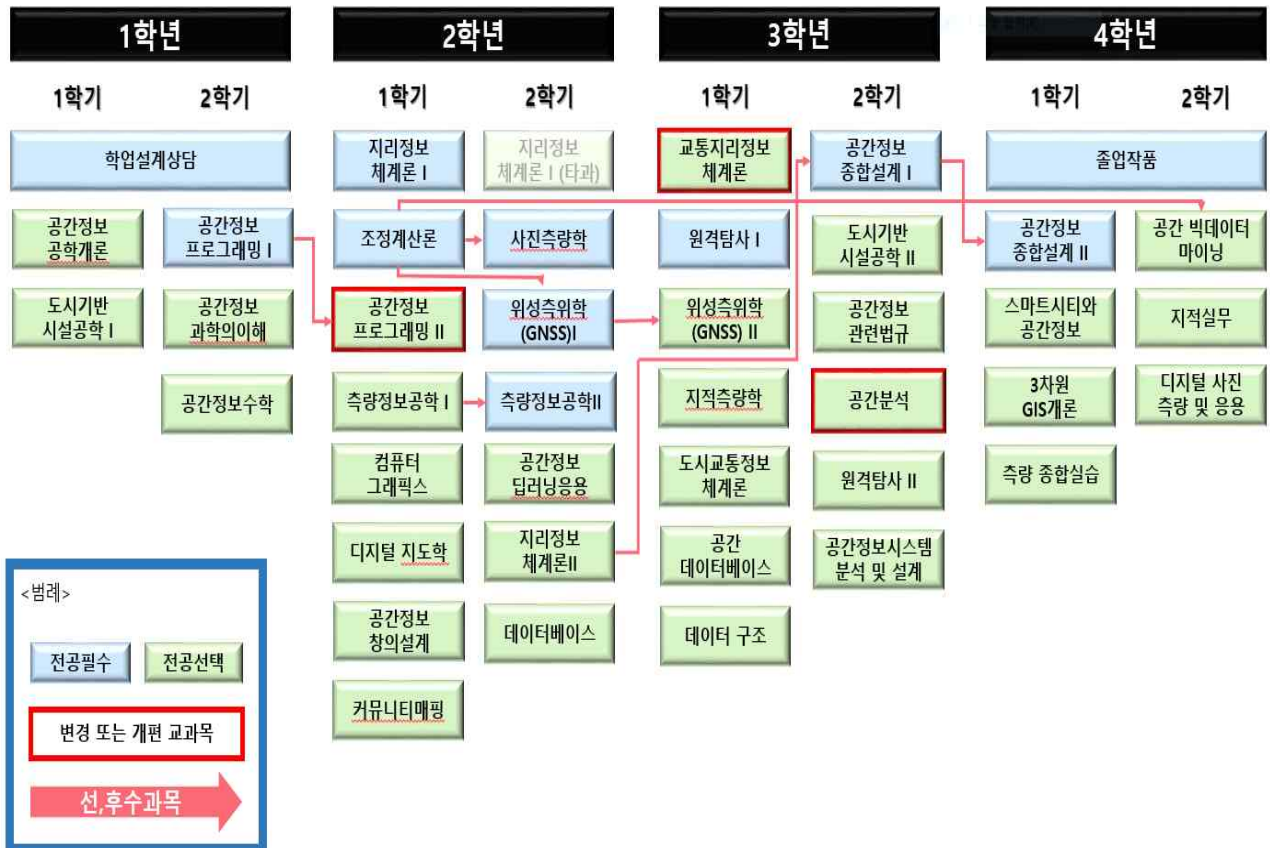 1학년
2학년
3학년
4학년
1학기
2학기
1학기
2학기
1학기
2학기
1학기
2학기
학업설계상담
공간정보
공학개론
도시기반
시설공학 I
공간정보
프로그래밍 I
공간정보
과학의이해
공간정보수학
지리정보
체계론 I
조정계산론
공간정보
프로그래밍 II
측량정보공학 I
컴퓨터
그래픽스
디지털 지도학
공간정보
창의설계
커뮤니티매핑
지리정보
체계론 I (타과)
사진측량학
위성측위학
(GNSS)I
측량정보공학II
공간정보
딥러닝응용
지리정보
체계론II
데이터베이스
교통지리정보
체계론
원격탐사 I
위성측위학
(GNSS) II
지적측량학
도시교통정보
체계론
공간
데이터베이스
데이터 구조
공간정보
종합설계 I
도시기반
시설공학 II
공간정보
관련법규
공간분석
원격탐사 II
공간정보시스템
분석 및 설계
졸업작품
공간정보
종합설계 II
스마트시티와
공간정보
3차원
GIS개론
측량 종합실습
공간 빅데이터
마이닝
지적실무
디지털 사진
측량 및 응용
<범례>
전공필수
전공선택
변경 또는 개편 교과목
선,후수과목